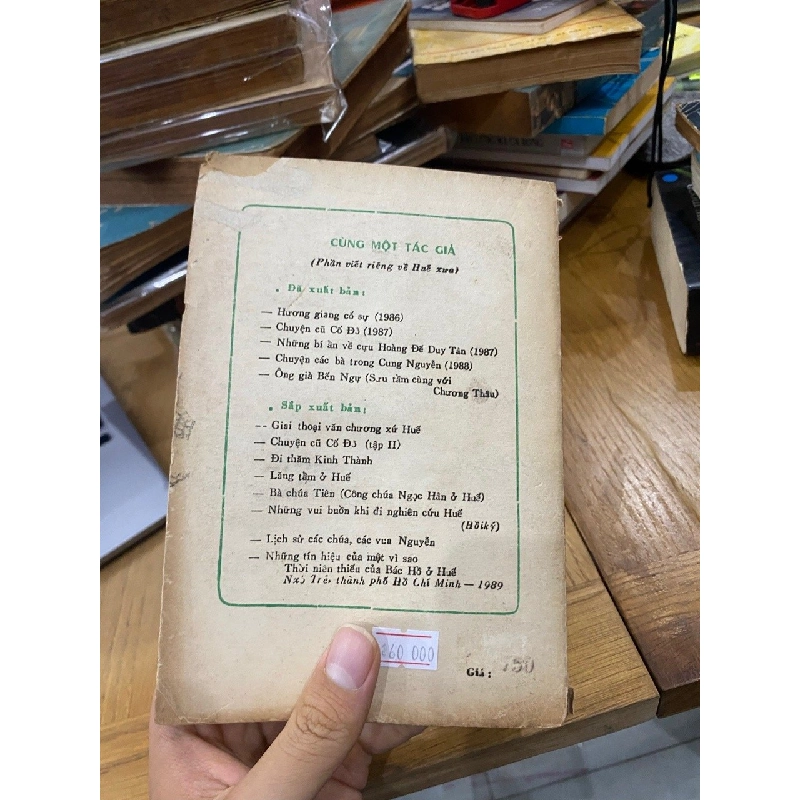 CÙNG MỘT TÁC GIẢ
(Phần viết riêng về Huế xưa)
• Đã xuất bản:
— Hương giang cố sự (1986)
— Chuyện cũ Cố Đô (1987)
— Những bí ẩn về cựu Hoàng Đế Duy Tân (1987)
— Chuyện các bà trong Cung Nguyễn (1988)
— Ông già Bến Ngự (Sưu tầm cùng với
Chương Thâu)
• Sắp xuất bản:
— Giai thoại văn chương xứ Huế
— Chuyện cũ Cố Đô (tập II)
— Đi thăm Kinh Thành
— Lăng tẩm ở Huế
— Bà chúa Tiên (Công chúa Ngọc Hân ở Huế)
— Những vui buồn khi đi nghiên cứu Huế
(Hồi ký)
— Lịch sử các chúa, các vua Nguyễn
— Những tín hiệu của một vì sao
Thời niên thiếu của Bác Hồ ở Huế
Nxb Trẻ, thành phố Hồ Chí Minh — 1989
260 000
Giá: